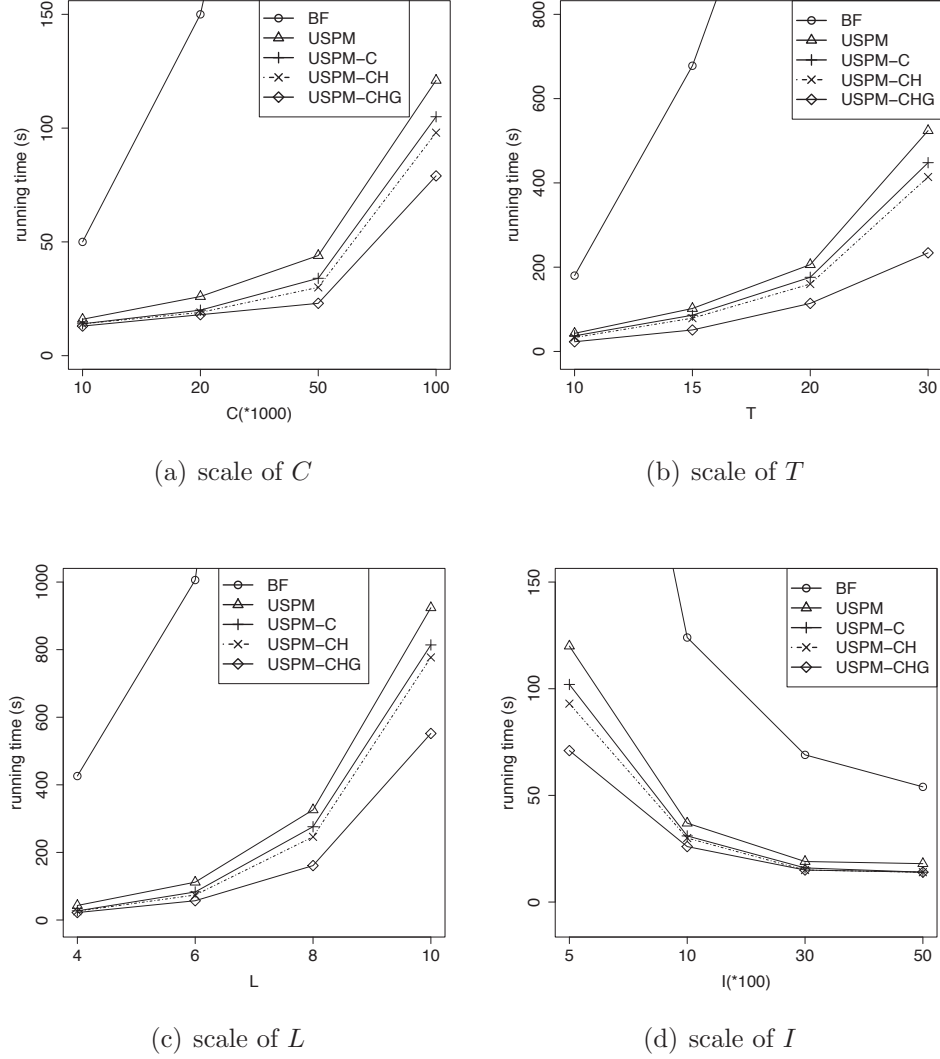 BF
USPM
USPM−C
USPM−CH
USPM−CHG
running time (s)
0
50
100
150
10
20
50
100
C(*1000)
(a) scale of C
BF
USPM
USPM−C
USPM−CH
USPM−CHG
running time (s)
0
200
400
600
800
10
15
20
30
T
(b) scale of T
BF
USPM
USPM−C
USPM−CH
USPM−CHG
running time (s)
0
200
400
600
800
1000
4
6
8
10
L
(c) scale of L
BF
USPM
USPM−C
USPM−CH
USPM−CHG
running time (s)
0
50
100
150
5
10
30
50
I(*100)
(d) scale of I